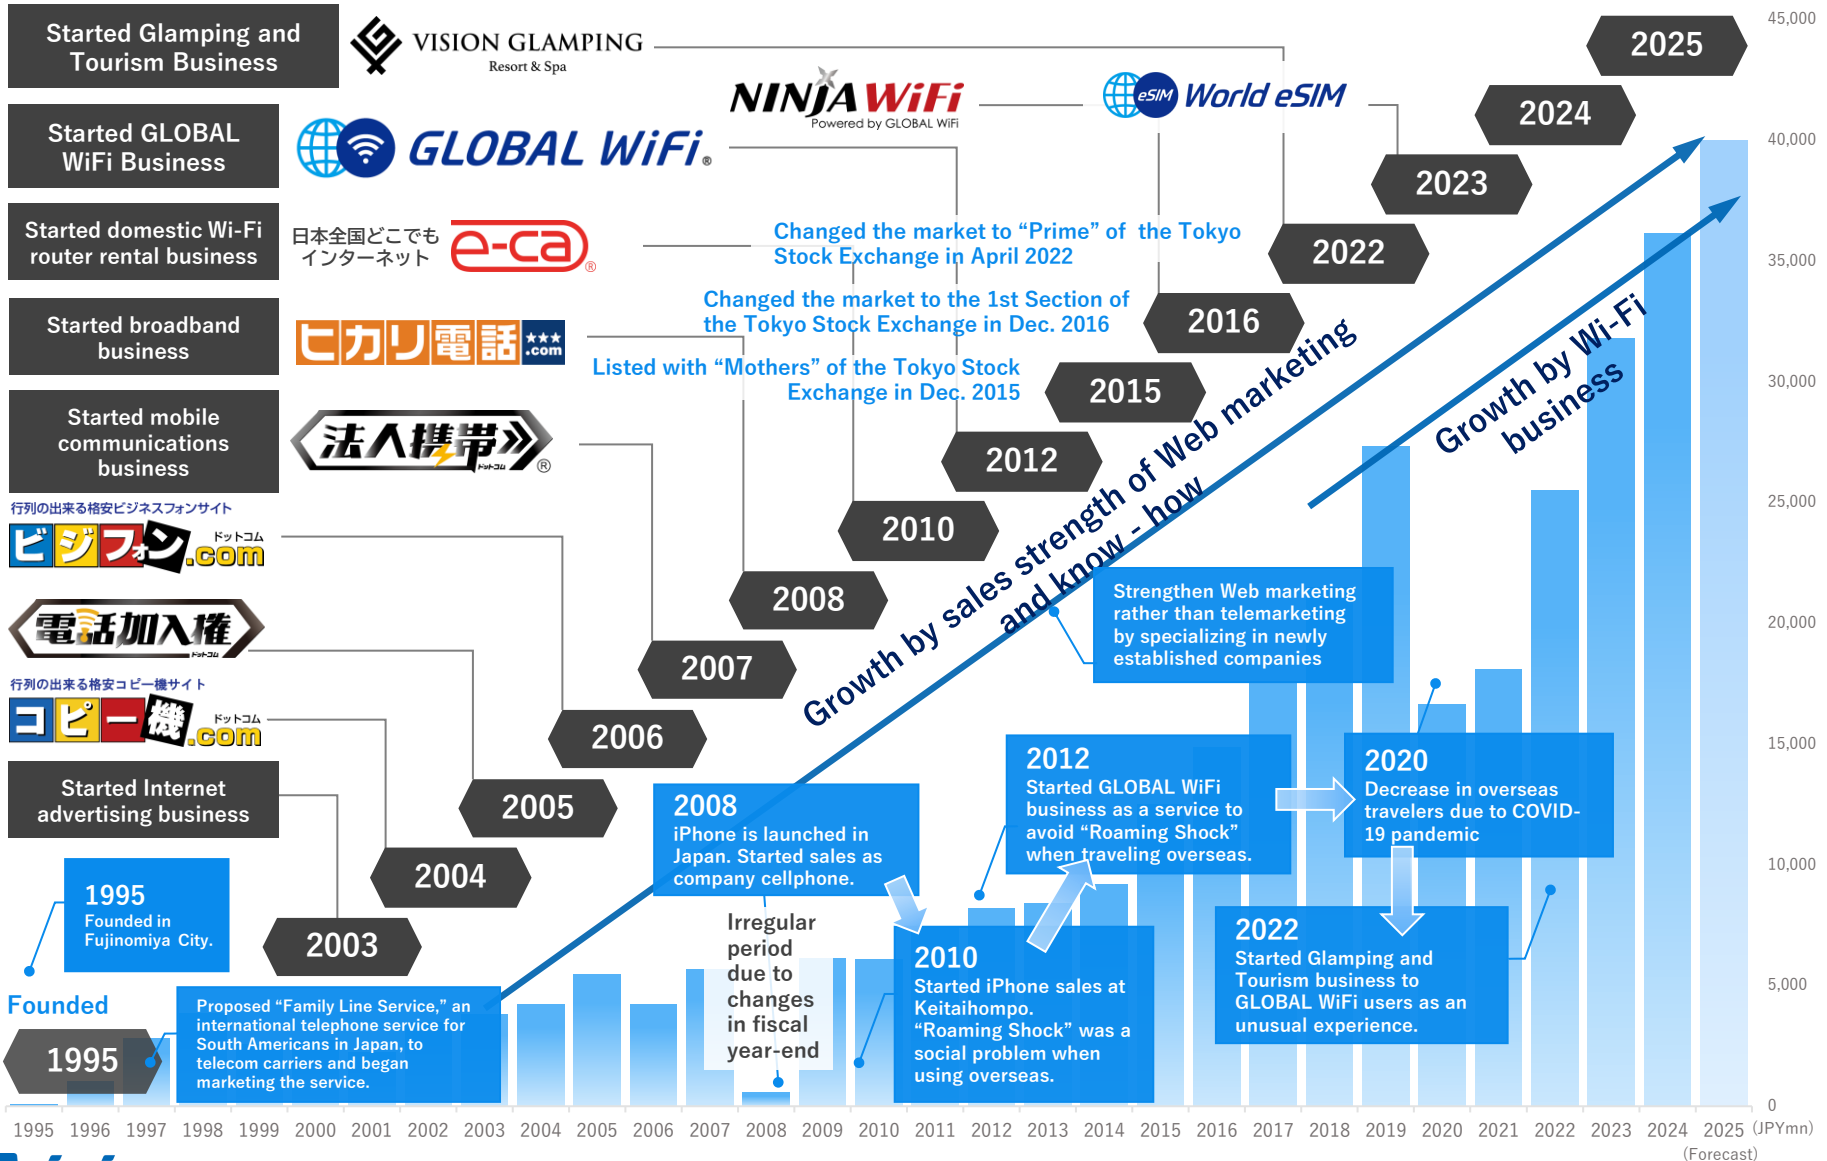 Started Glamping and
Tourism Business
VISION GLAMPING
Resort & Spa
Started GLOBAL
WiFi Business
GLOBAL WiFi®
NINJA WiFi
Powered by GLOBAL WiFi
eSIM World eSIM
Started domestic Wi-Fi
router rental business
日本全国どこでも
インターネット
e-ca®
Started broadband
business
ヒカリ電話
★★★
.com
Started mobile
communications
business
法人携帯
ドットコム
®
行列の出来る格安ビジネスフォンサイト
ビジフォン
ドットコム
.com
電話加入権
ドットコム
行列の出来る格安コピー機サイト
コピー機
ドットコム
.com
Started Internet
advertising business
Changed the market to “Prime” of the Tokyo
Stock Exchange in April 2022
Changed the market to the 1st Section of
the Tokyo Stock Exchange in Dec. 2016
Listed with “Mothers” of the Tokyo Stock
Exchange in Dec. 2015
2025
2024
2023
2022
2016
2015
2012
2010
2008
2007
2006
2005
2004
2003
Founded
1995
Growth by sales strength of Web marketing
and know - how
Growth by Wi-Fi
business
1995
Founded in
Fujinomiya City.
Proposed “Family Line Service,” an
international telephone service for
South Americans in Japan, to
telecom carriers and began
marketing the service.
2008
iPhone is launched in
Japan. Started sales as
company cellphone.
Irregular
period
due to
changes
in fiscal
year-end
2010
Started iPhone sales at
Keitaihompo.
“Roaming Shock” was a
social problem when
using overseas.
2012
Started GLOBAL WiFi
business as a service to
avoid “Roaming Shock”
when traveling overseas.
Strengthen Web marketing
rather than telemarketing
by specializing in newly
established companies
2020
Decrease in overseas
travelers due to COVID-
19 pandemic
2022
Started Glamping and
Tourism business to
GLOBAL WiFi users as an
unusual experience.
45,000
40,000
35,000
30,000
25,000
20,000
15,000
10,000
5,000
0
(JPYmn)
1995 1996 1997 1998 1999 2000 2001 2002 2003 2004 2005 2006 2007 2008 2009 2010 2011 2012 2013 2014 2015 2016 2017 2018 2019 2020 2021 2022 2023 2024 2025
(Forecast)